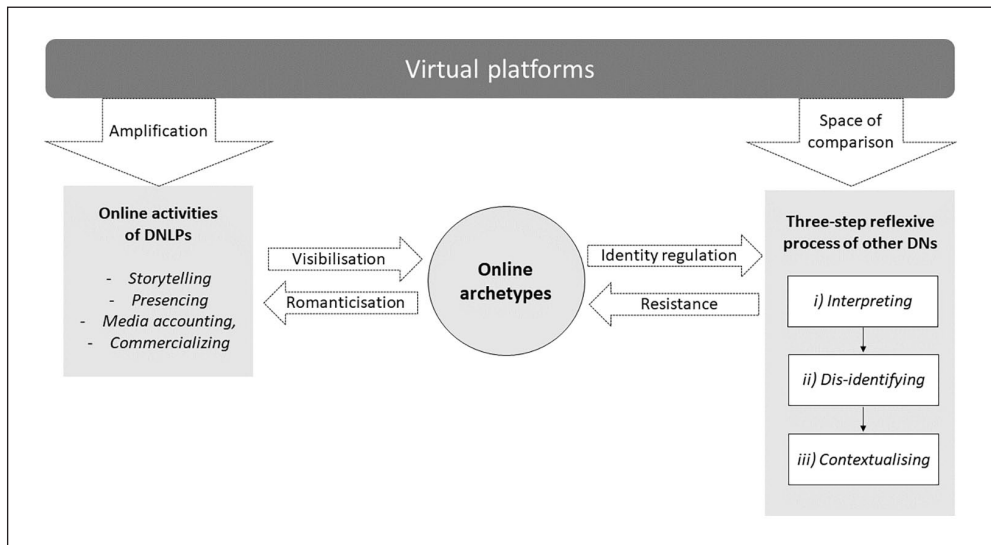 Virtual platforms
Amplification
Space of
comparison
Online activities
of DNLPs
- Storytelling
- Presencing
- Media accounting,
- Commercializing
Visibilisation
Romanticisation
Online
archetypes
Identity regulation
Resistance
Three-step reflexive
process of other DNs
i) Interpreting
ii) Dis-identifying
iii) Contextualising